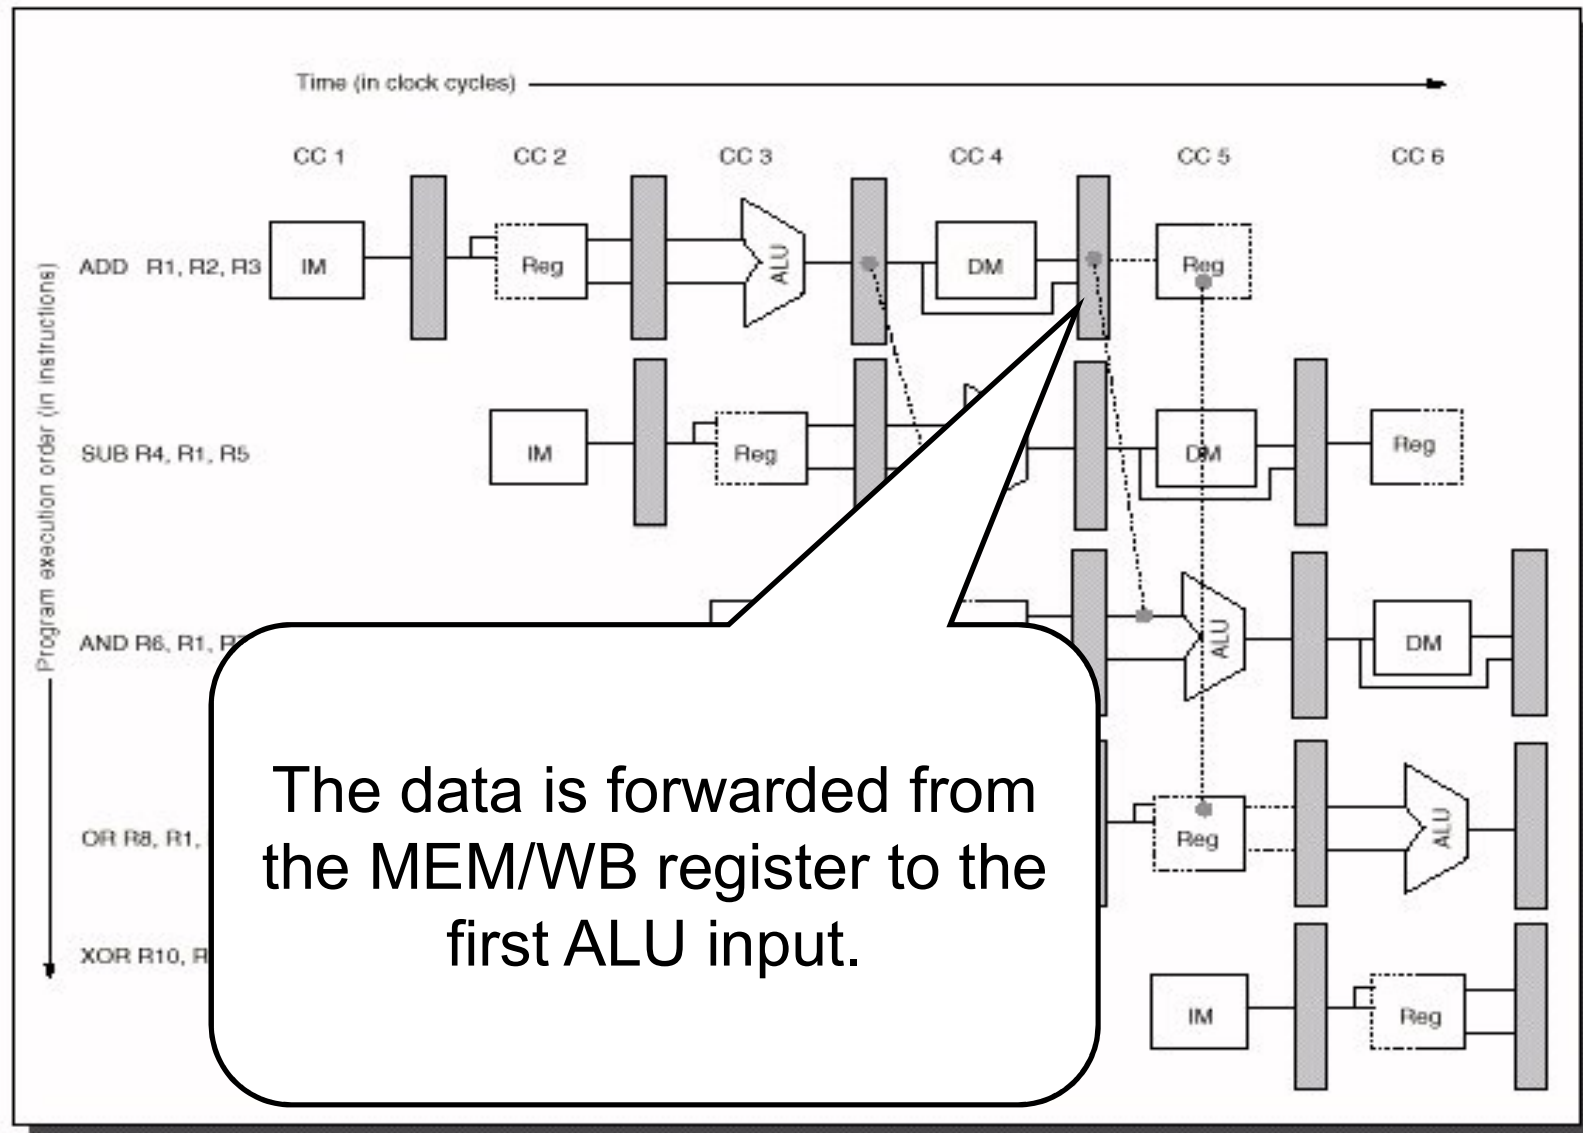 Time (in clock cycles)
CC 1 CC 2 CC 3 CC 4 CC 5 CC 6
Program execution order (in instructions)
ADD R1, R2, R3 IM Reg ALU DM Reg
SUB R4, R1, R5 IM Reg DM Reg
AND R6, R1, ALU DM
OR R8, R1, Reg ALU
XOR R10, IM Reg
The data is forwarded from
the MEM/WB register to the
first ALU input.